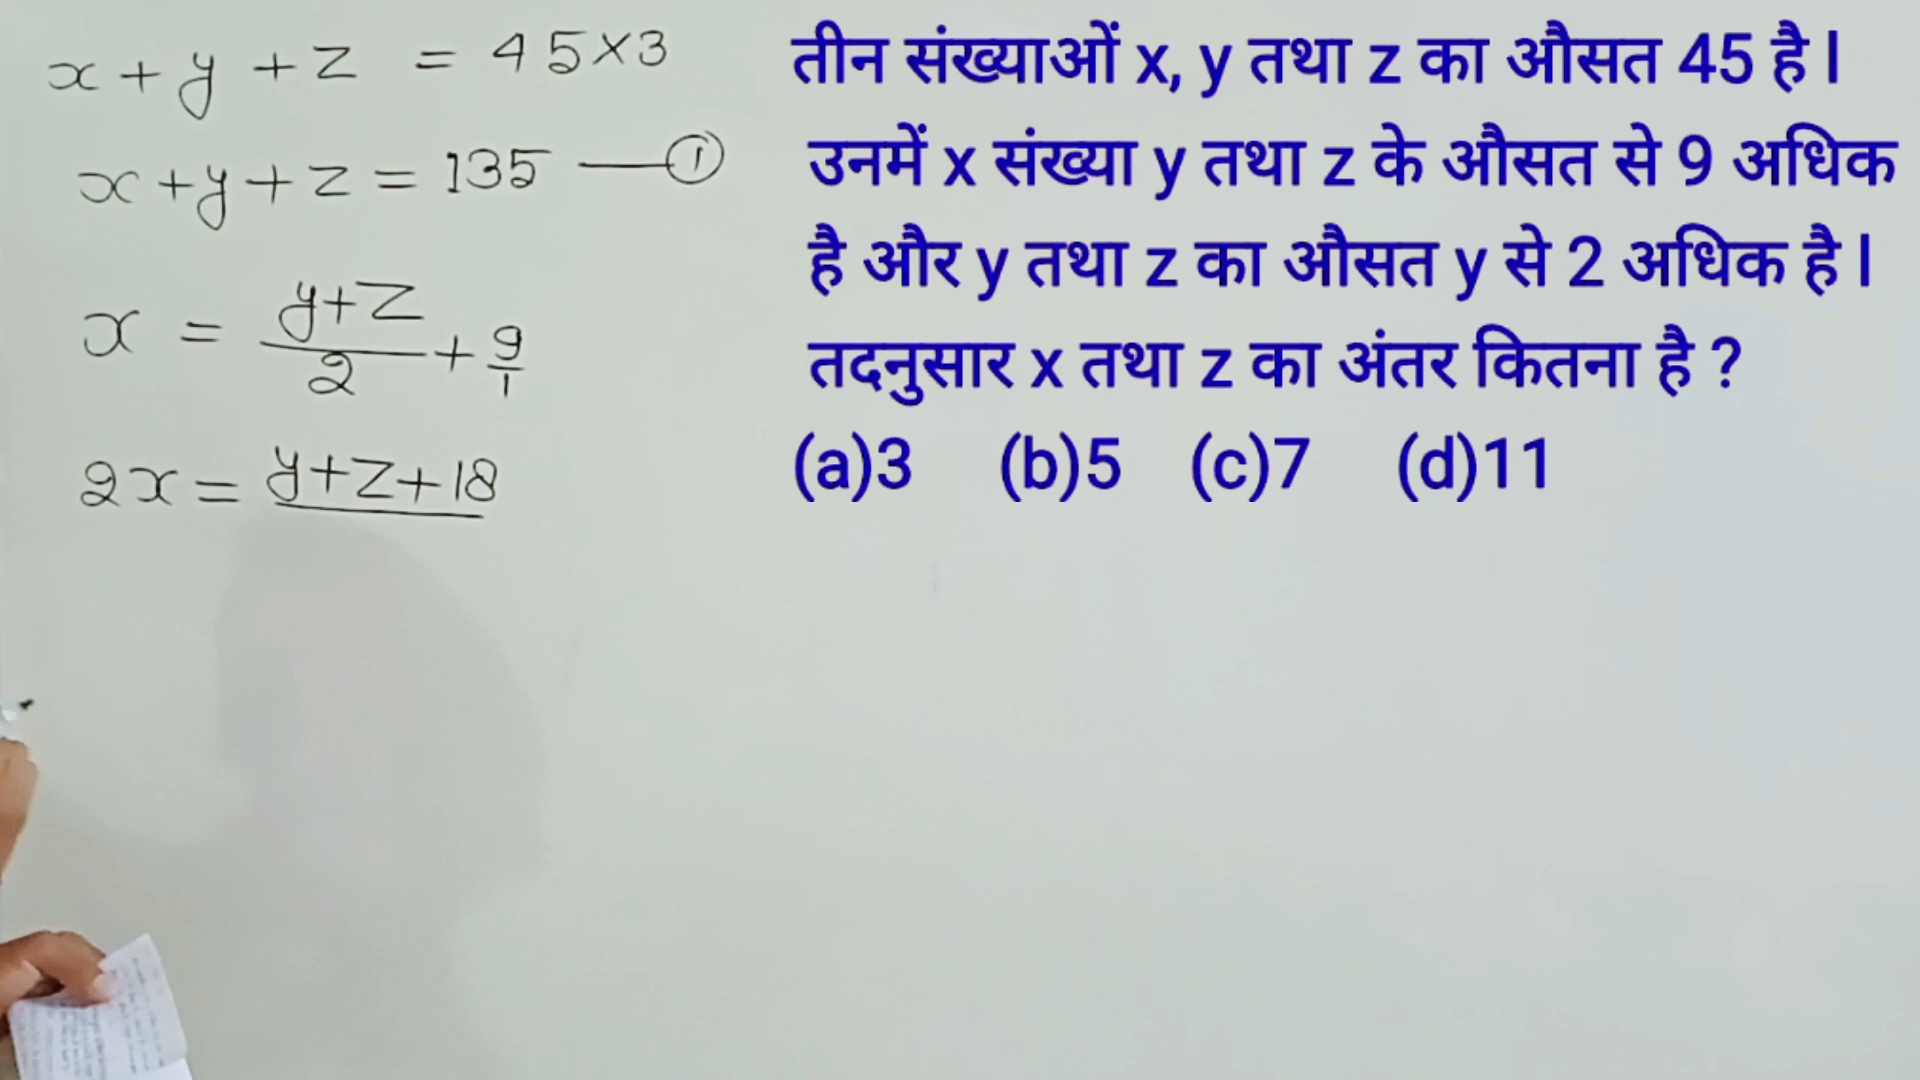 x + y + z = 45×3
x + y + z = 135 —— ①
x = y+z/2 + 9/1
2x = y+z+18
तीन संख्याओं x, y तथा z का औसत 45 है l
उनमें x संख्या y तथा z के औसत से 9 अधिक
है और y तथा z का औसत y से 2 अधिक है l
तदनुसार x तथा z का अंतर कितना है ?
(a)3 (b)5 (c)7 (d)11